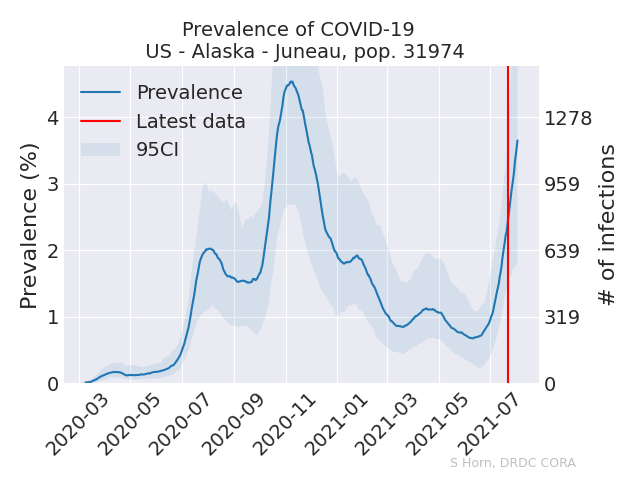 Prevalence of COVID-19
US - Alaska - Juneau, pop. 31974
Prevalence
Latest data
95CI
Prevalence (%)
4
3
2
1
0
1278
959
639
319
0
# of infections
2020-03
2020-05
2020-07
2020-09
2020-11
2021-01
2021-03
2021-05
2021-07
S Horn, DRDC CORA